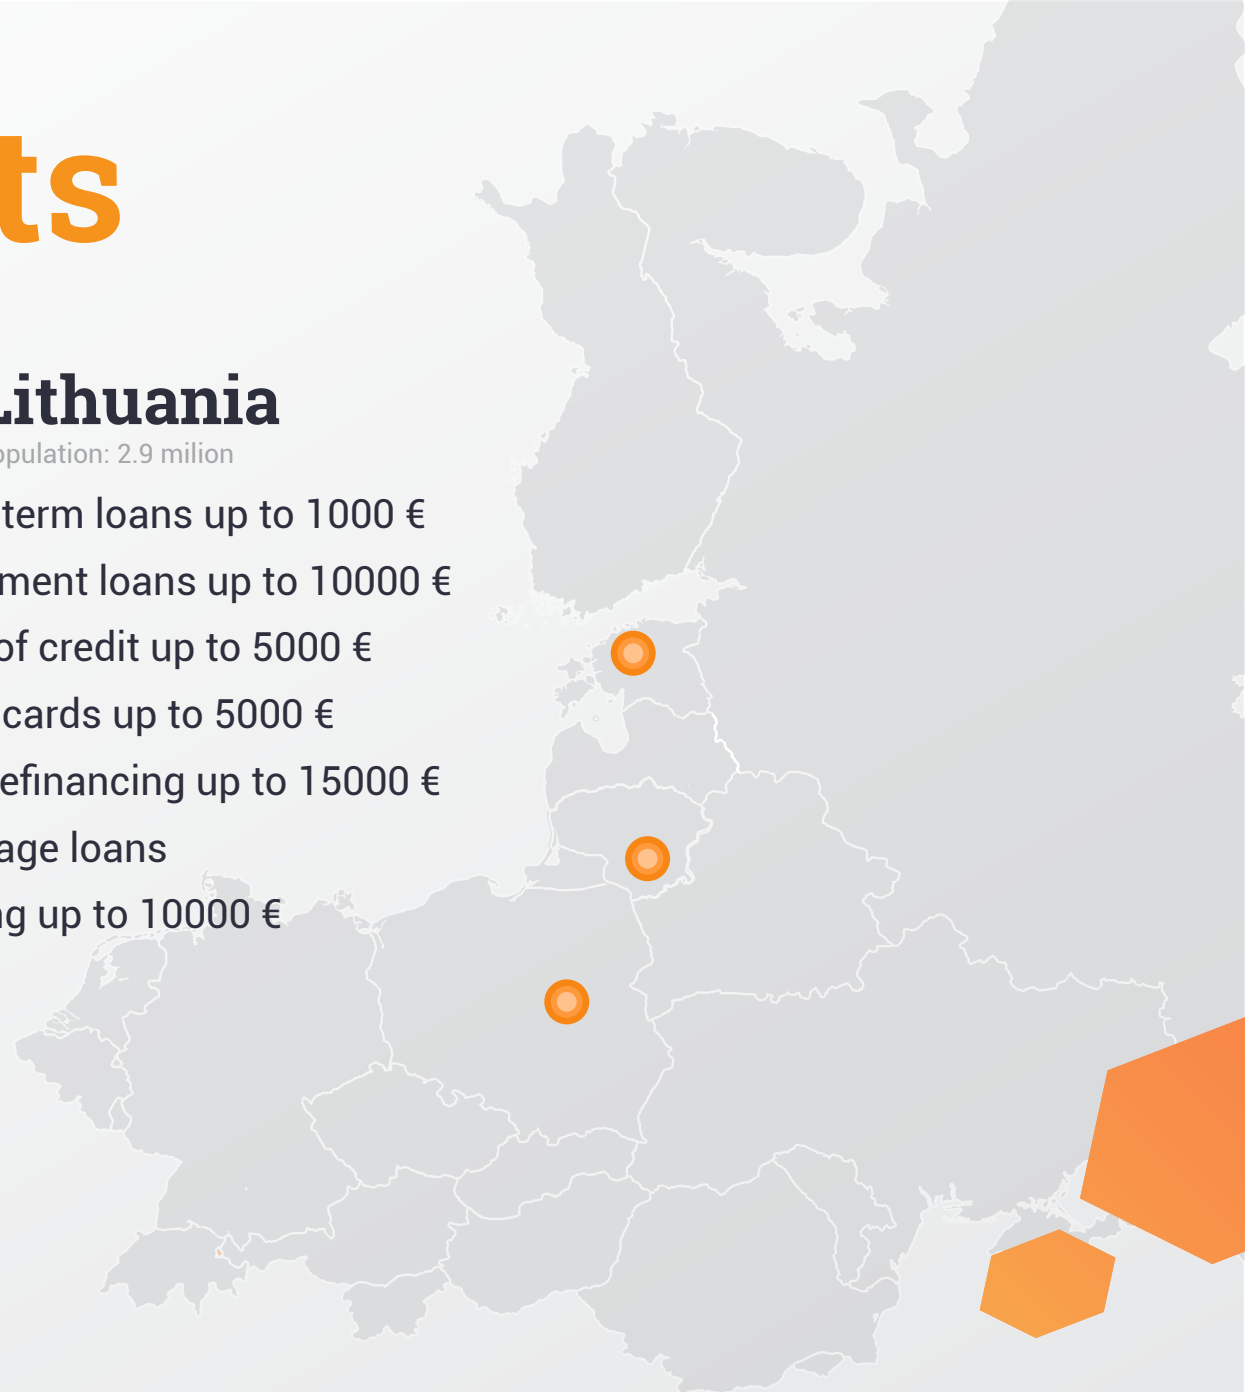 ts
Lithuania
opulation: 2.9 milion
term loans up to 1000 €
ment loans up to 10000 €
of credit up to 5000 €
cards up to 5000 €
efinancing up to 15000 €
age loans
ng up to 10000 €